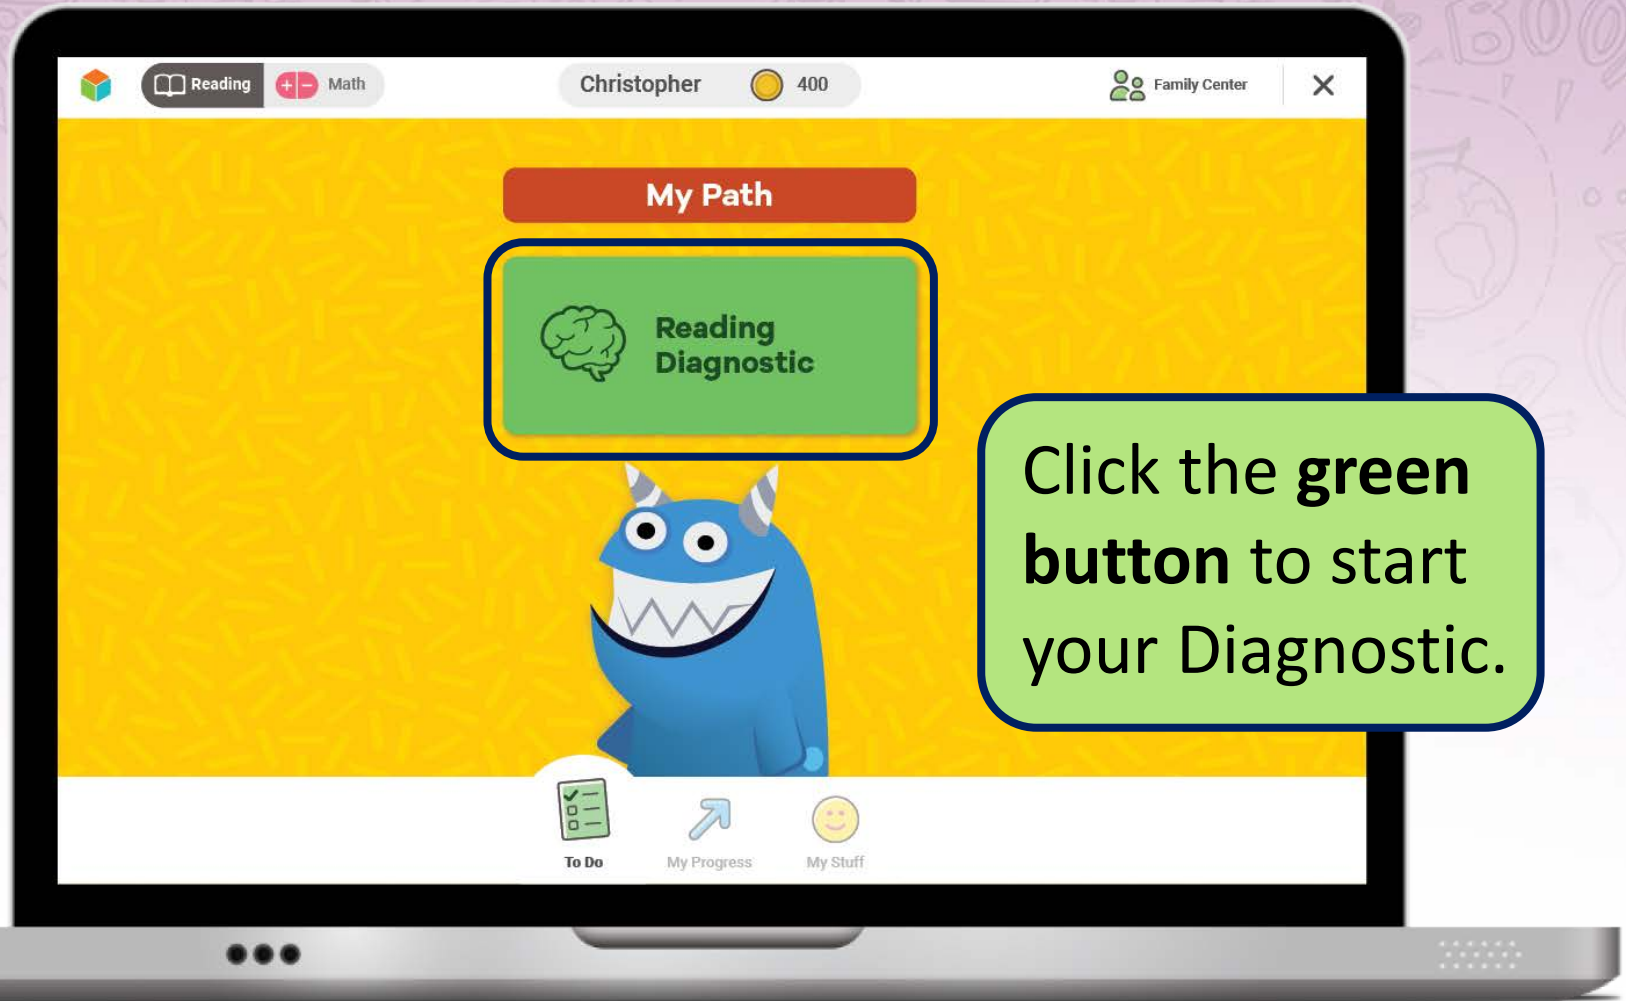 Reading
Math
Christopher
400
Family Center
My Path
Reading
Diagnostic
Click the green
button to start
your Diagnostic.
To Do
My Progress
My Stuff